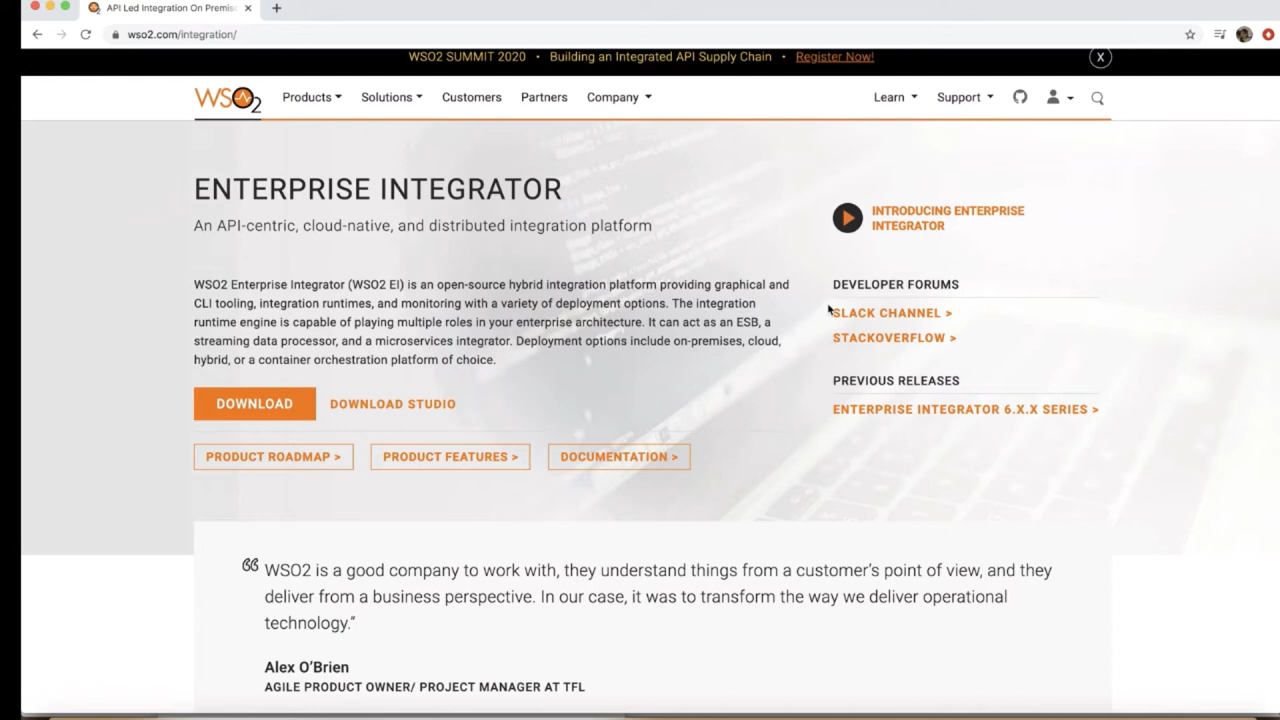 API Led Integration On Premis
wso2.com/integration/
WSO2 SUMMIT 2020 • Building an Integrated API Supply Chain • Register Now!
X
WSO2 Products Solutions Customers Partners Company Learn Support
ENTERPRISE INTEGRATOR
An API-centric, cloud-native, and distributed integration platform
INTRODUCING ENTERPRISE
INTEGRATOR
WSO2 Enterprise Integrator (WSO2 EI) is an open-source hybrid integration platform providing graphical and
CLI tooling, integration runtimes, and monitoring with a variety of deployment options. The integration
runtime engine is capable of playing multiple roles in your enterprise architecture. It can act as an ESB, a
streaming data processor, and a microservices integrator. Deployment options include on-premises, cloud,
hybrid, or a container orchestration platform of choice.
DOWNLOAD
DOWNLOAD STUDIO
PRODUCT ROADMAP >
PRODUCT FEATURES >
DOCUMENTATION >
DEVELOPER FORUMS
SLACK CHANNEL >
STACKOVERFLOW >
PREVIOUS RELEASES
ENTERPRISE INTEGRATOR 6.X.X SERIES >
“ WSO2 is a good company to work with, they understand things from a customer’s point of view, and they
deliver from a business perspective. In our case, it was to transform the way we deliver operational
technology.”
Alex O’Brien
AGILE PRODUCT OWNER/ PROJECT MANAGER AT TFL